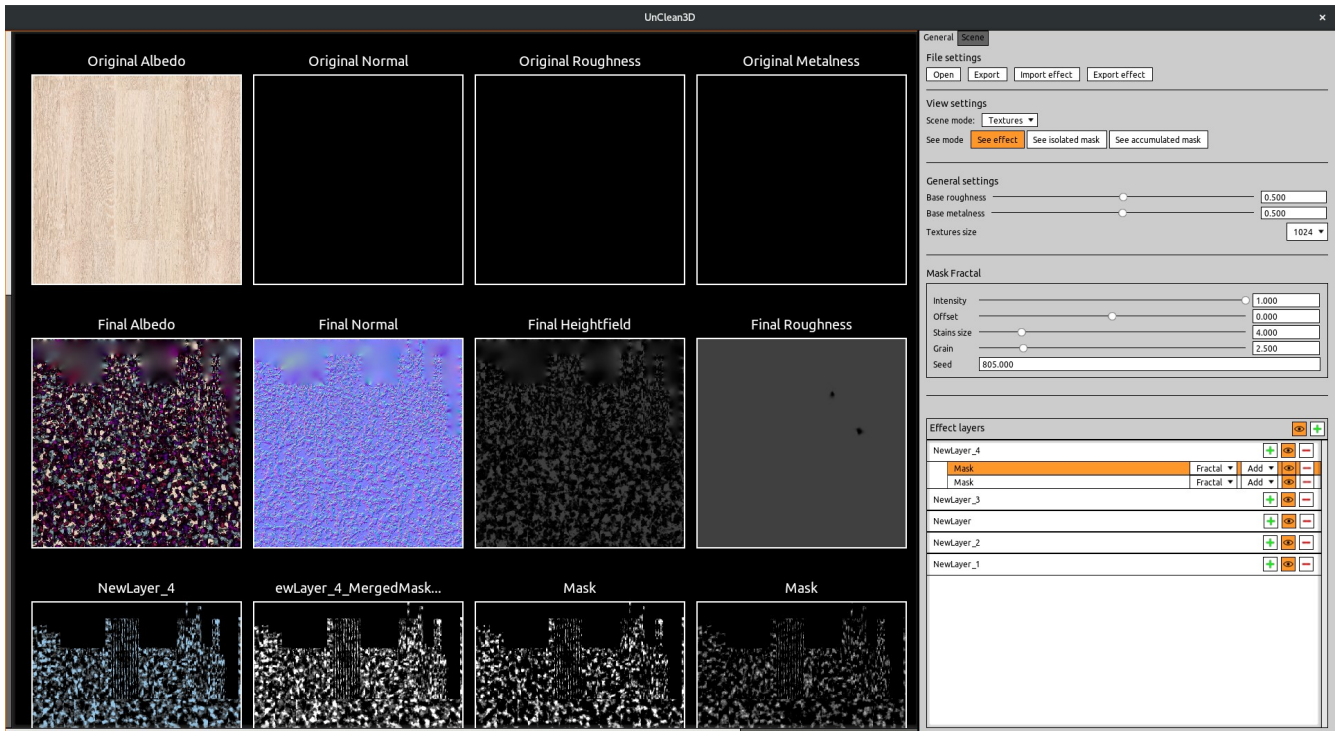 UnClean3D ×
Original Albedo Original Normal Original Roughness Original Metalness
Final Albedo Final Normal Final Heightfield Final Roughness
NewLayer_4 ewLayer_4_MergedMask... Mask Mask
General Scene
File settings
Open Export Import effect Export effect
View settings
Scene mode: Textures
See mode See effect See isolated mask See accumulated mask
General settings
Base roughness 0.500
Base metalness 0.500
Textures size 1024
Mask Fractal
Intensity 1.000
Offset 0.000
Stains size 4.000
Grain 2.500
Seed 805.000
Effect layers
NewLayer_4
Mask Fractal Add
Mask Fractal Add
NewLayer_3
NewLayer
NewLayer_2
NewLayer_1